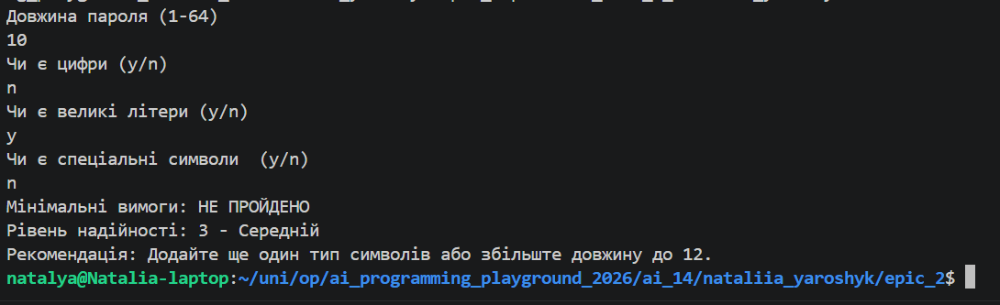 Довжина пароля (1-64)
10
Чи є цифри (y/n)
n
Чи є великі літери (y/n)
y
Чи є спеціальні символи  (y/n)
n
Мінімальні вимоги: НЕ ПРОЙДЕНО
Рівень надійності: 3 - Середній
Рекомендація: Додайте ще один тип символів або збільште довжину до 12.
natalya@Natalia-laptop:~/uni/op/ai_programming_playground_2026/ai_14/nataliia_yaroshyk/epic_2$